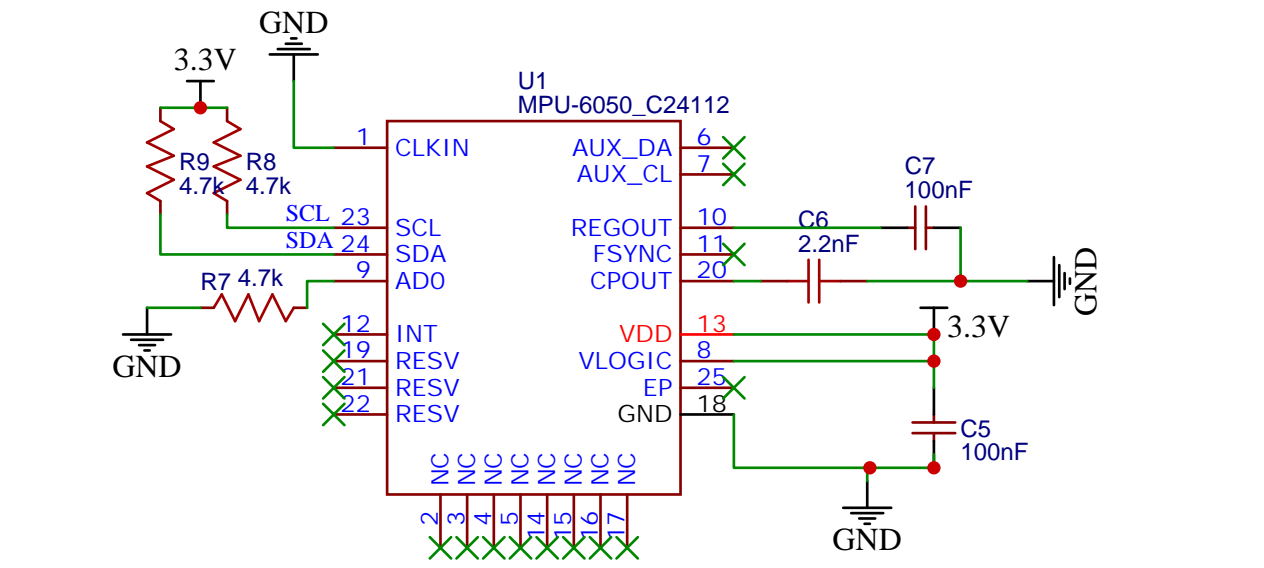 GND
3.3V
U1
MPU-6050_C24112
R9
4.7k
R8
4.7k
1
CLKIN
SCL
23
SCL
SDA
24
SDA
R7
4.7k
9
AD0
GND
12
INT
19
RESV
21
RESV
22
RESV
AUX_DA
6
AUX_CL
7
REGOUT
10
FSYNC
11
CPOUT
20
VDD
13
VLOGIC
8
EP
25
GND
18
C7
100nF
C6
2.2nF
GND
3.3V
C5
100nF
GND
NC
NC
NC
NC
NC
NC
NC
NC
2
3
4
5
14
15
16
17